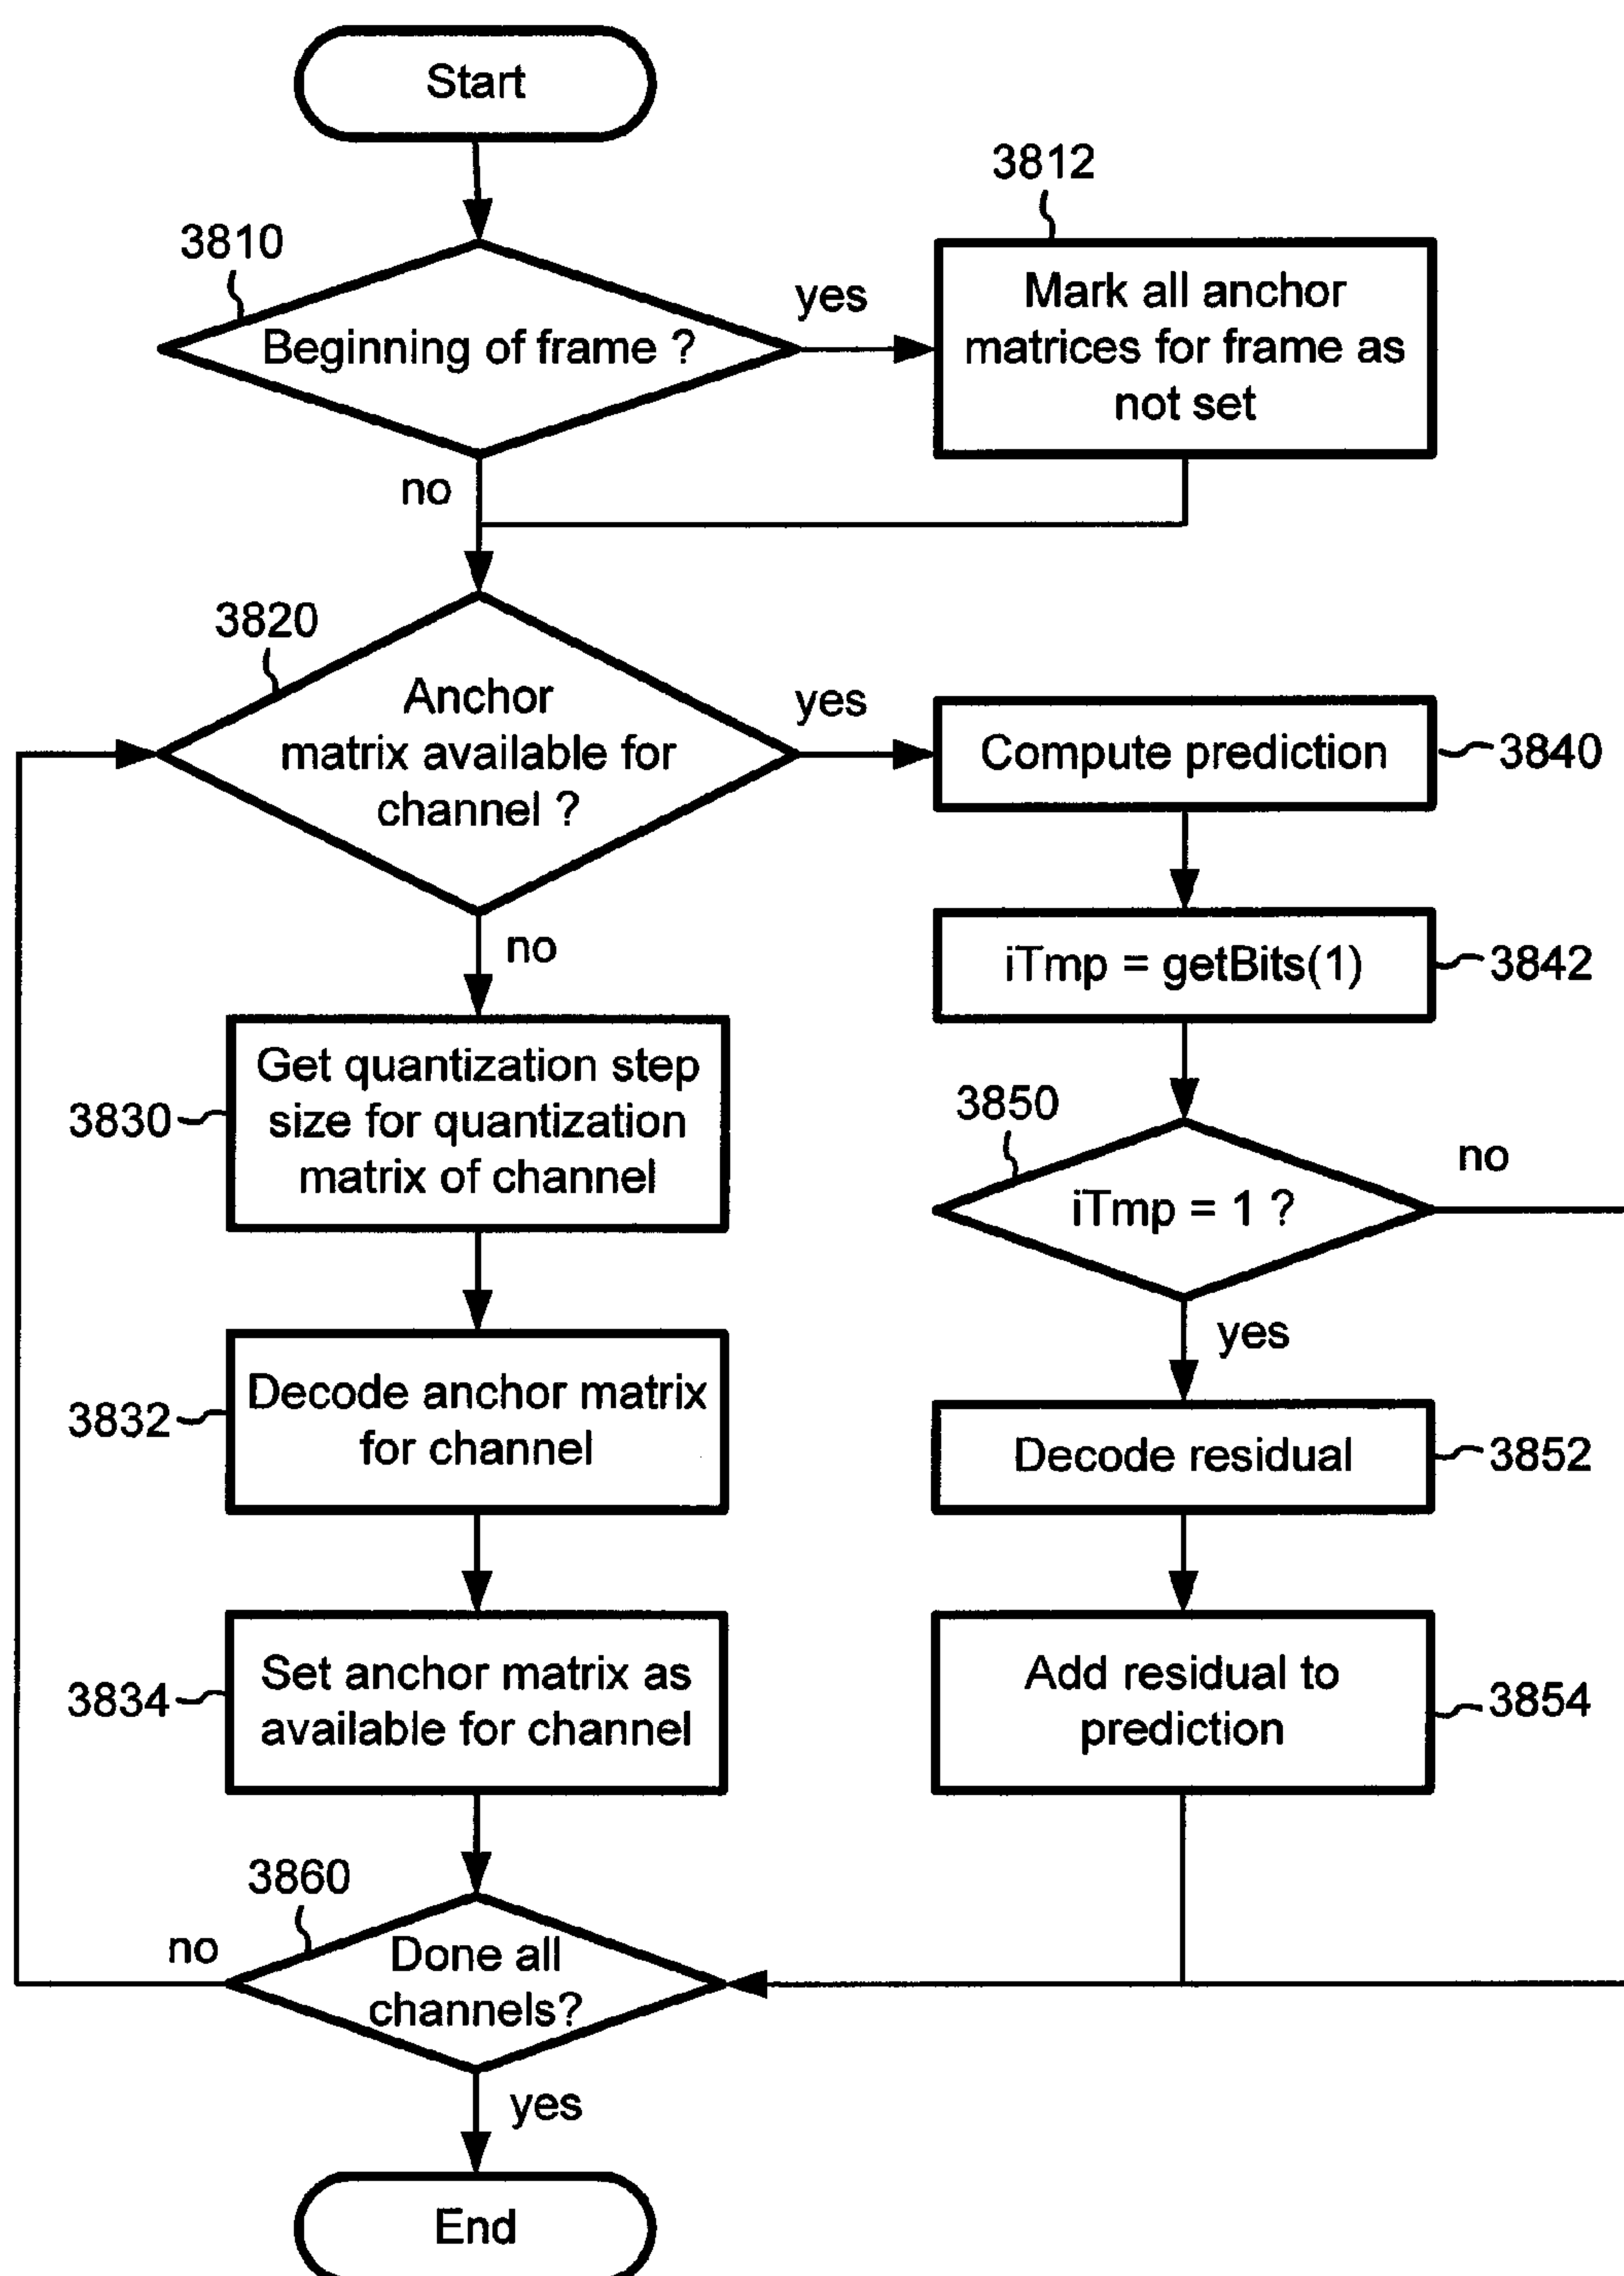 Start
3812
3810
Beginning of frame ?
yes
Mark all anchor
matrices for frame as
not set
no
3820
Anchor
matrix available for
channel ?
yes
Compute prediction
3840
no
iTmp = getBits(1)
3842
3830
Get quantization step
size for quantization
matrix of channel
3850
iTmp = 1 ?
no
yes
3832
Decode anchor matrix
for channel
Decode residual
3852
3834
Set anchor matrix as
available for channel
Add residual to
prediction
3854
3860
no
Done all
channels?
yes
End